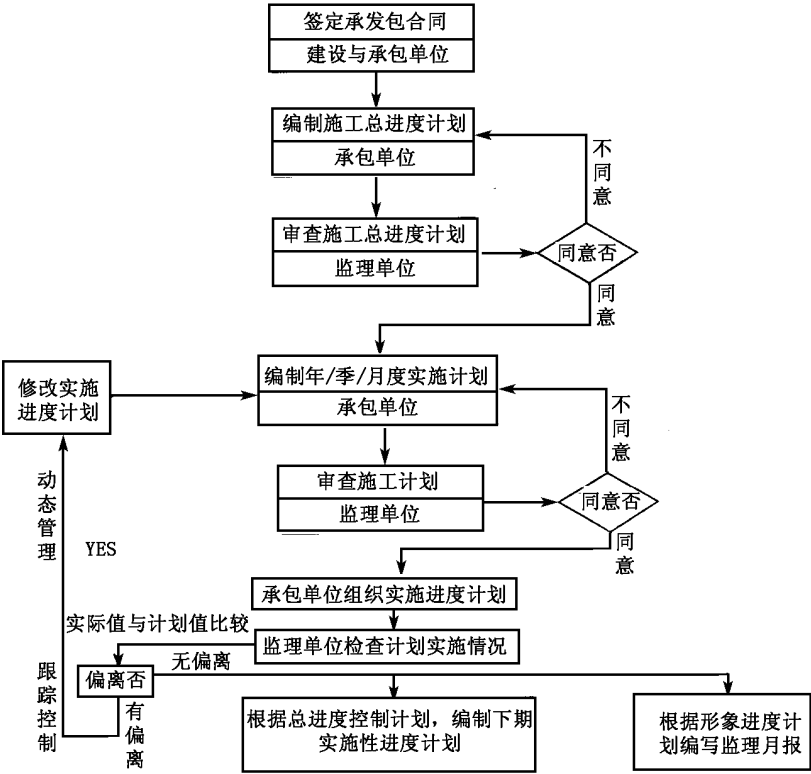 签定承发包合同
建设与承包单位
编制施工总进度计划
承包单位
不同意
审查施工总进度计划
监理单位
同意否
同意
编制年/季/月度实施计划
承包单位
修改实施
进度计划
不同意
审查施工计划
监理单位
同意否
同意
动态管理
YES
承包单位组织实施进度计划
实际值与计划值比较
监理单位检查计划实施情况
无偏离
偏离否
跟踪控制
有偏离
根据总进度控制计划，编制下期
实施性进度计划
根据形象进度计
划编写监理月报